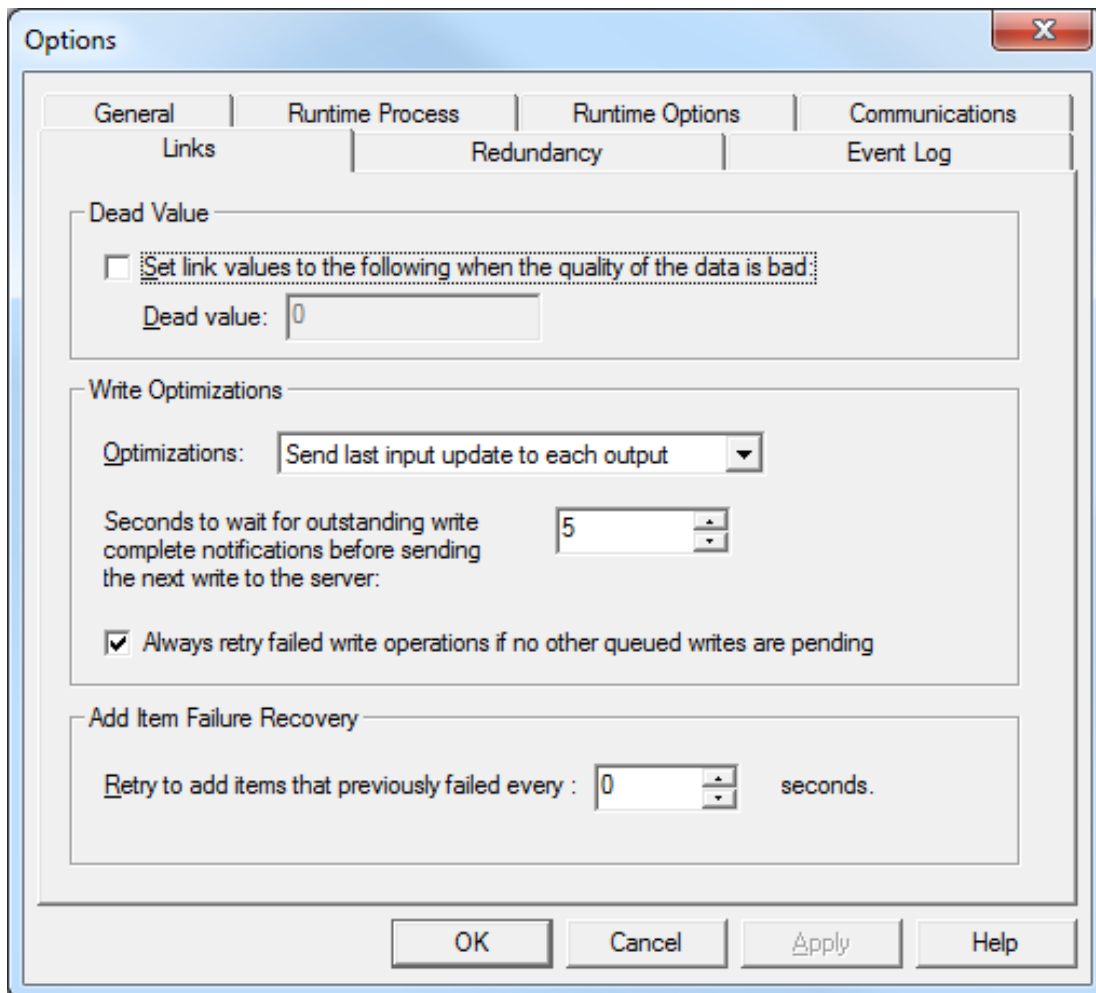 Options
General
Runtime Process
Runtime Options
Communications
Links
Redundancy
Event Log
Dead Value
Set link values to the following when the quality of the data is bad:
Dead value: 0
Write Optimizations
Optimizations: Send last input update to each output
Seconds to wait for outstanding write
complete notifications before sending
the next write to the server:
5
Always retry failed write operations if no other queued writes are pending
Add Item Failure Recovery
Retry to add items that previously failed every : 0 seconds.
OK
Cancel
Apply
Help